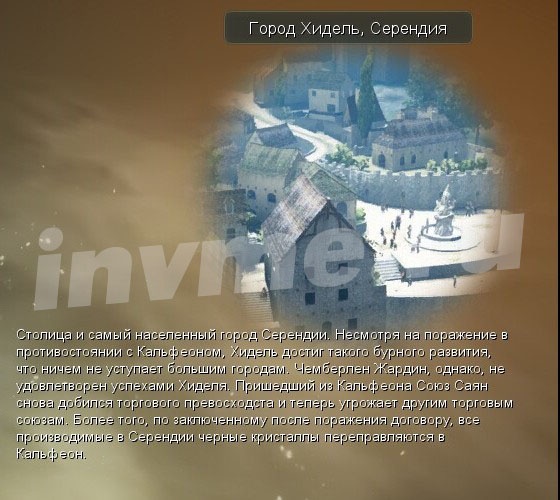 Город Хидель, Серендия
invme.ru
Столица и самый населенный город Серендии. Несмотря на поражение в
противостоянии с Кальфеоном, Хидель достиг такого бурного развития,
что ничем не уступает большим городам. Чемберлен Жардин, однако, не
удовлетворен успехами Хиделя. Пришедший из Кальфеона Союз Саян
снова добился торгового превосходста и теперь угрожает другим торговым
союзам. Более того, по заключенному после поражения договору, все
производимые в Серендии черные кристаллы переправляются в
Кальфеон.